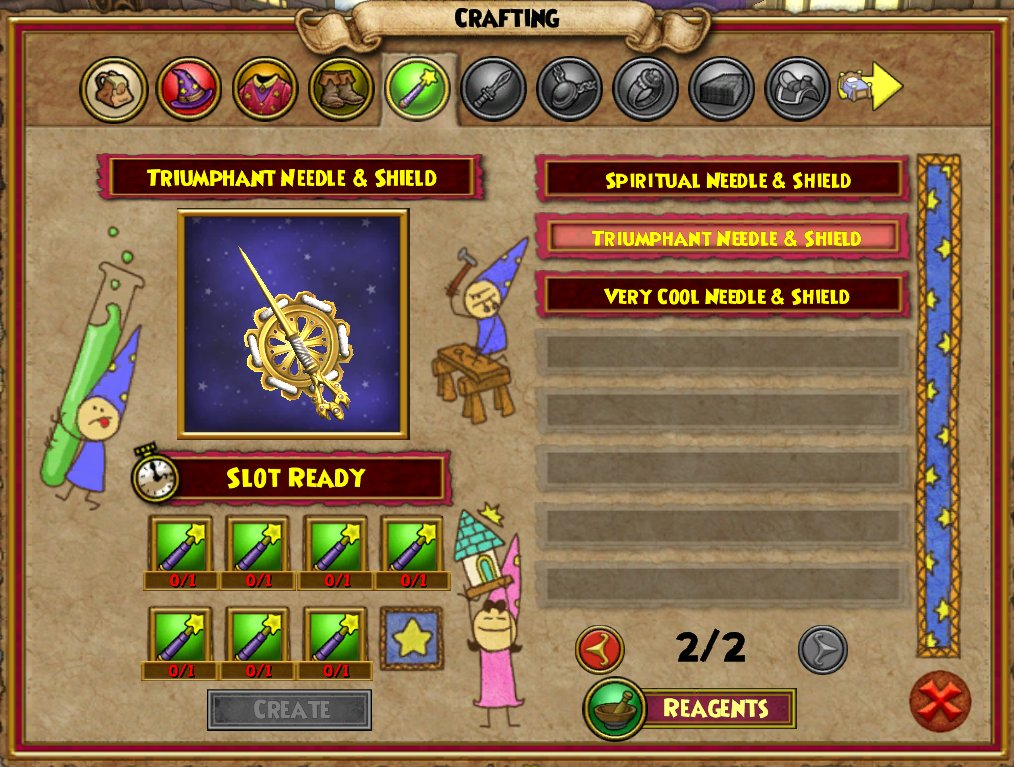 CRAFTING
TRIUMPHANT NEEDLE & SHIELD
SPIRITUAL NEEDLE & SHIELD
TRIUMPHANT NEEDLE & SHIELD
VERY COOL NEEDLE & SHIELD
SLOT READY
0/1 0/1 0/1 0/1
0/1 0/1 0/1
2/2
CREATE
REAGENTS